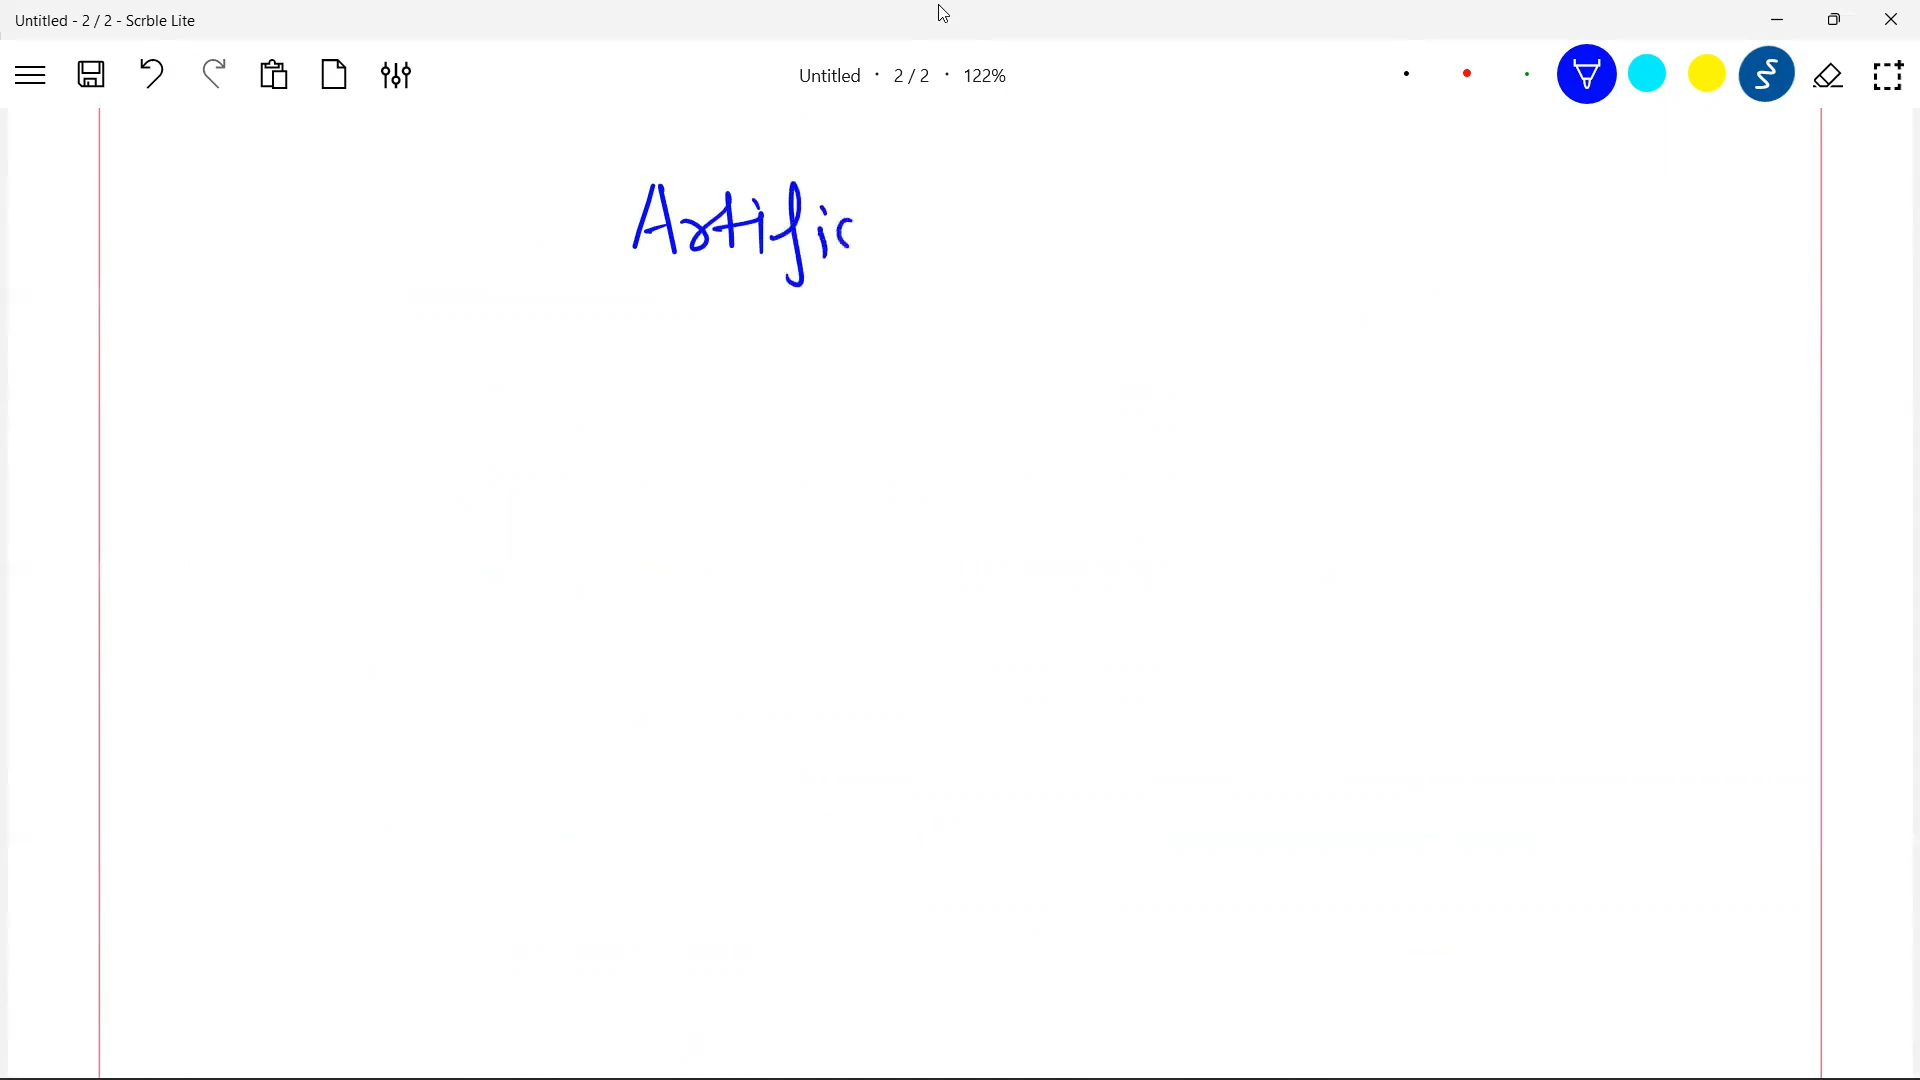 Untitled - 2 / 2 - Scrble Lite
Untitled · 2 / 2 · 122%
Artific